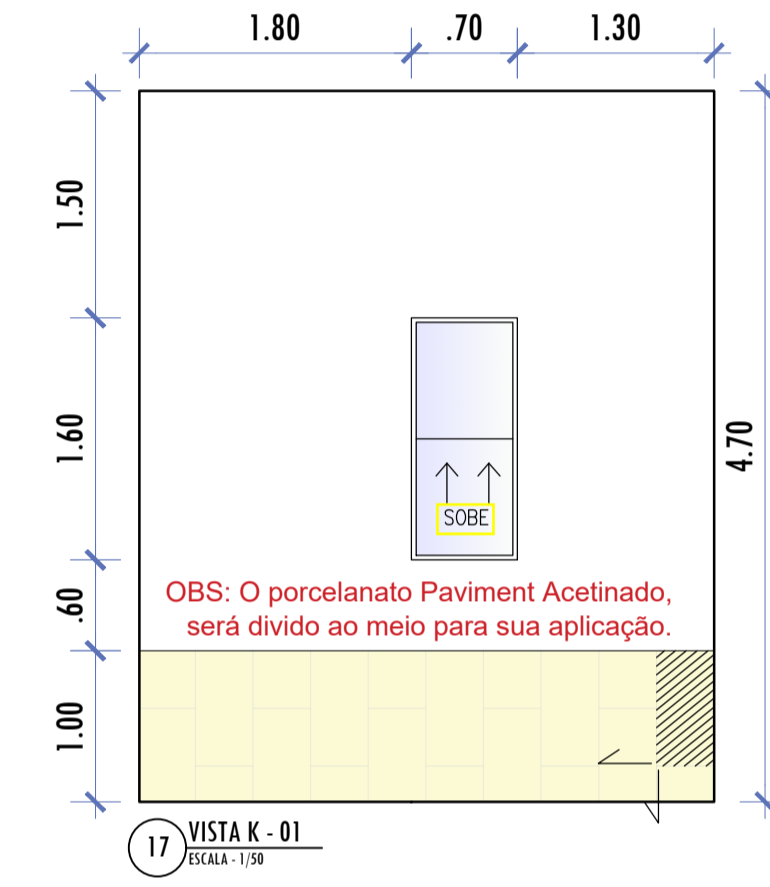 1.80 .70 1.30
1.50
1.60
4.70
SOBE
OBS: O porcelanato Paviment Acetinado,
será divido ao meio para sua aplicação.
.60
1.00
17 VISTA K - 01
ESCALA - 1/50